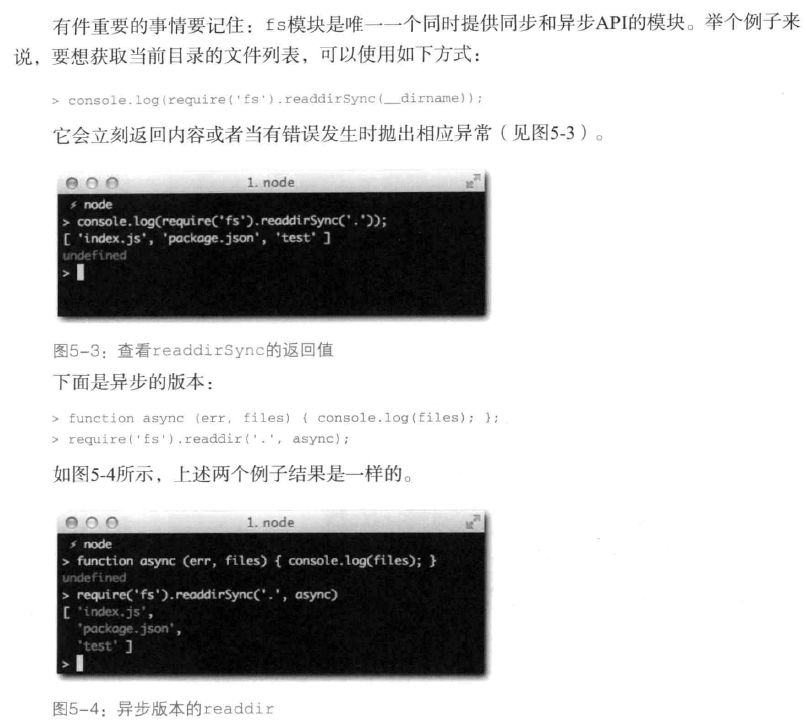 有件重要的事情要记住：fs模块是唯一一个同时提供同步和异步API的模块。举个例子来
说，要想获取当前目录的文件列表，可以使用如下方式：
> console.log(require('fs').readdirSync(__dirname));
它会立刻返回内容或者当有错误发生时抛出相应异常（见图5-3）。
1. node
⚡ node
> console.log(require('fs').readdirSync('.'));
[ 'index.js', 'package.json', 'test' ]
undefined
>
图5-3：查看readdirSync的返回值
下面是异步的版本：
> function async (err, files) { console.log(files); };
> require('fs').readdir('.', async);
如图5-4所示，上述两个例子结果是一样的。
1. node
⚡ node
> function async (err, files) { console.log(files); }
undefined
> require('fs').readdirSync('.', async)
[ 'index.js',
'package.json',
'test' ]
>
图5-4：异步版本的readdir